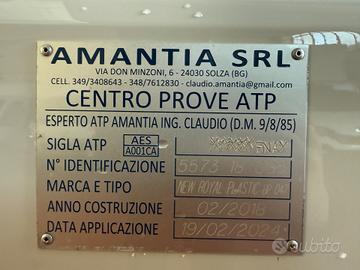 AMANTIA SRL
VIA DON MINZONI, 6 - 24030 SOLZA (BG)
CELL. 349/3408643 - 348/7612830 - claudio.amantia@gmail.com
CENTRO PROVE ATP
ESPERTO ATP AMANTIA ING. CLAUDIO (D.M. 9/8/85)
SIGLA ATP AES A001CA
N° IDENTIFICAZIONE 5573
MARCA E TIPO NEW ROYAL PLASTIC
ANNO COSTRUZIONE 02/2018
DATA APPLICAZIONE 19/02/2024
subito